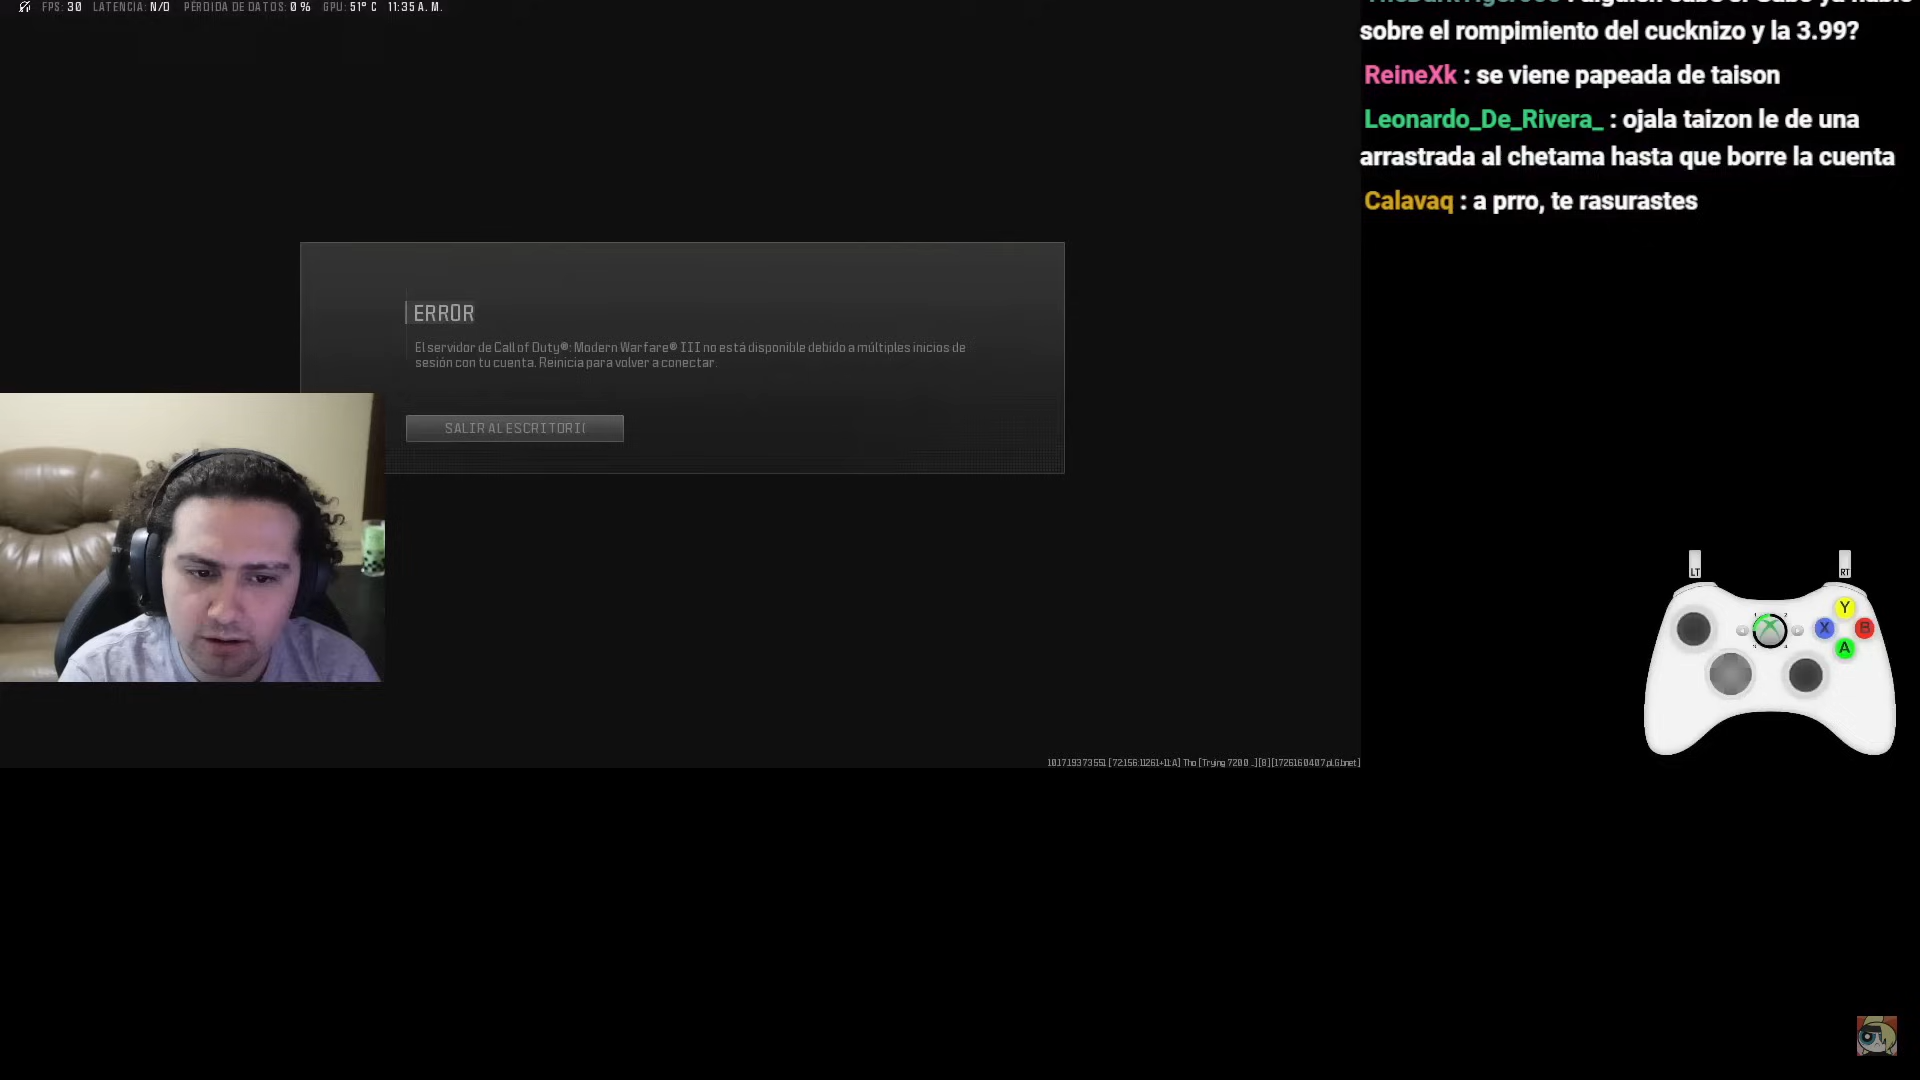 FPS: 30 LATENCIA: N/D PÉRDIDA DE DATOS: 0 % GPU: 51° C 11:35 A. M.
sobre el rompimiento del cucknizo y la 3.99?
ReineXk : se viene papeada de taison
Leonardo_De_Rivera_ : ojala taizon le de una
arrastrada al chetama hasta que borre la cuenta
Calavaq : a prro, te rasurastes
ERROR
El servidor de Call of Duty®: Modern Warfare® III no está disponible debido a múltiples inicios de
sesión con tu cuenta. Reinicia para volver a conectar.
SALIR AL ESCRITORI
LT
RT
Y
X
B
A